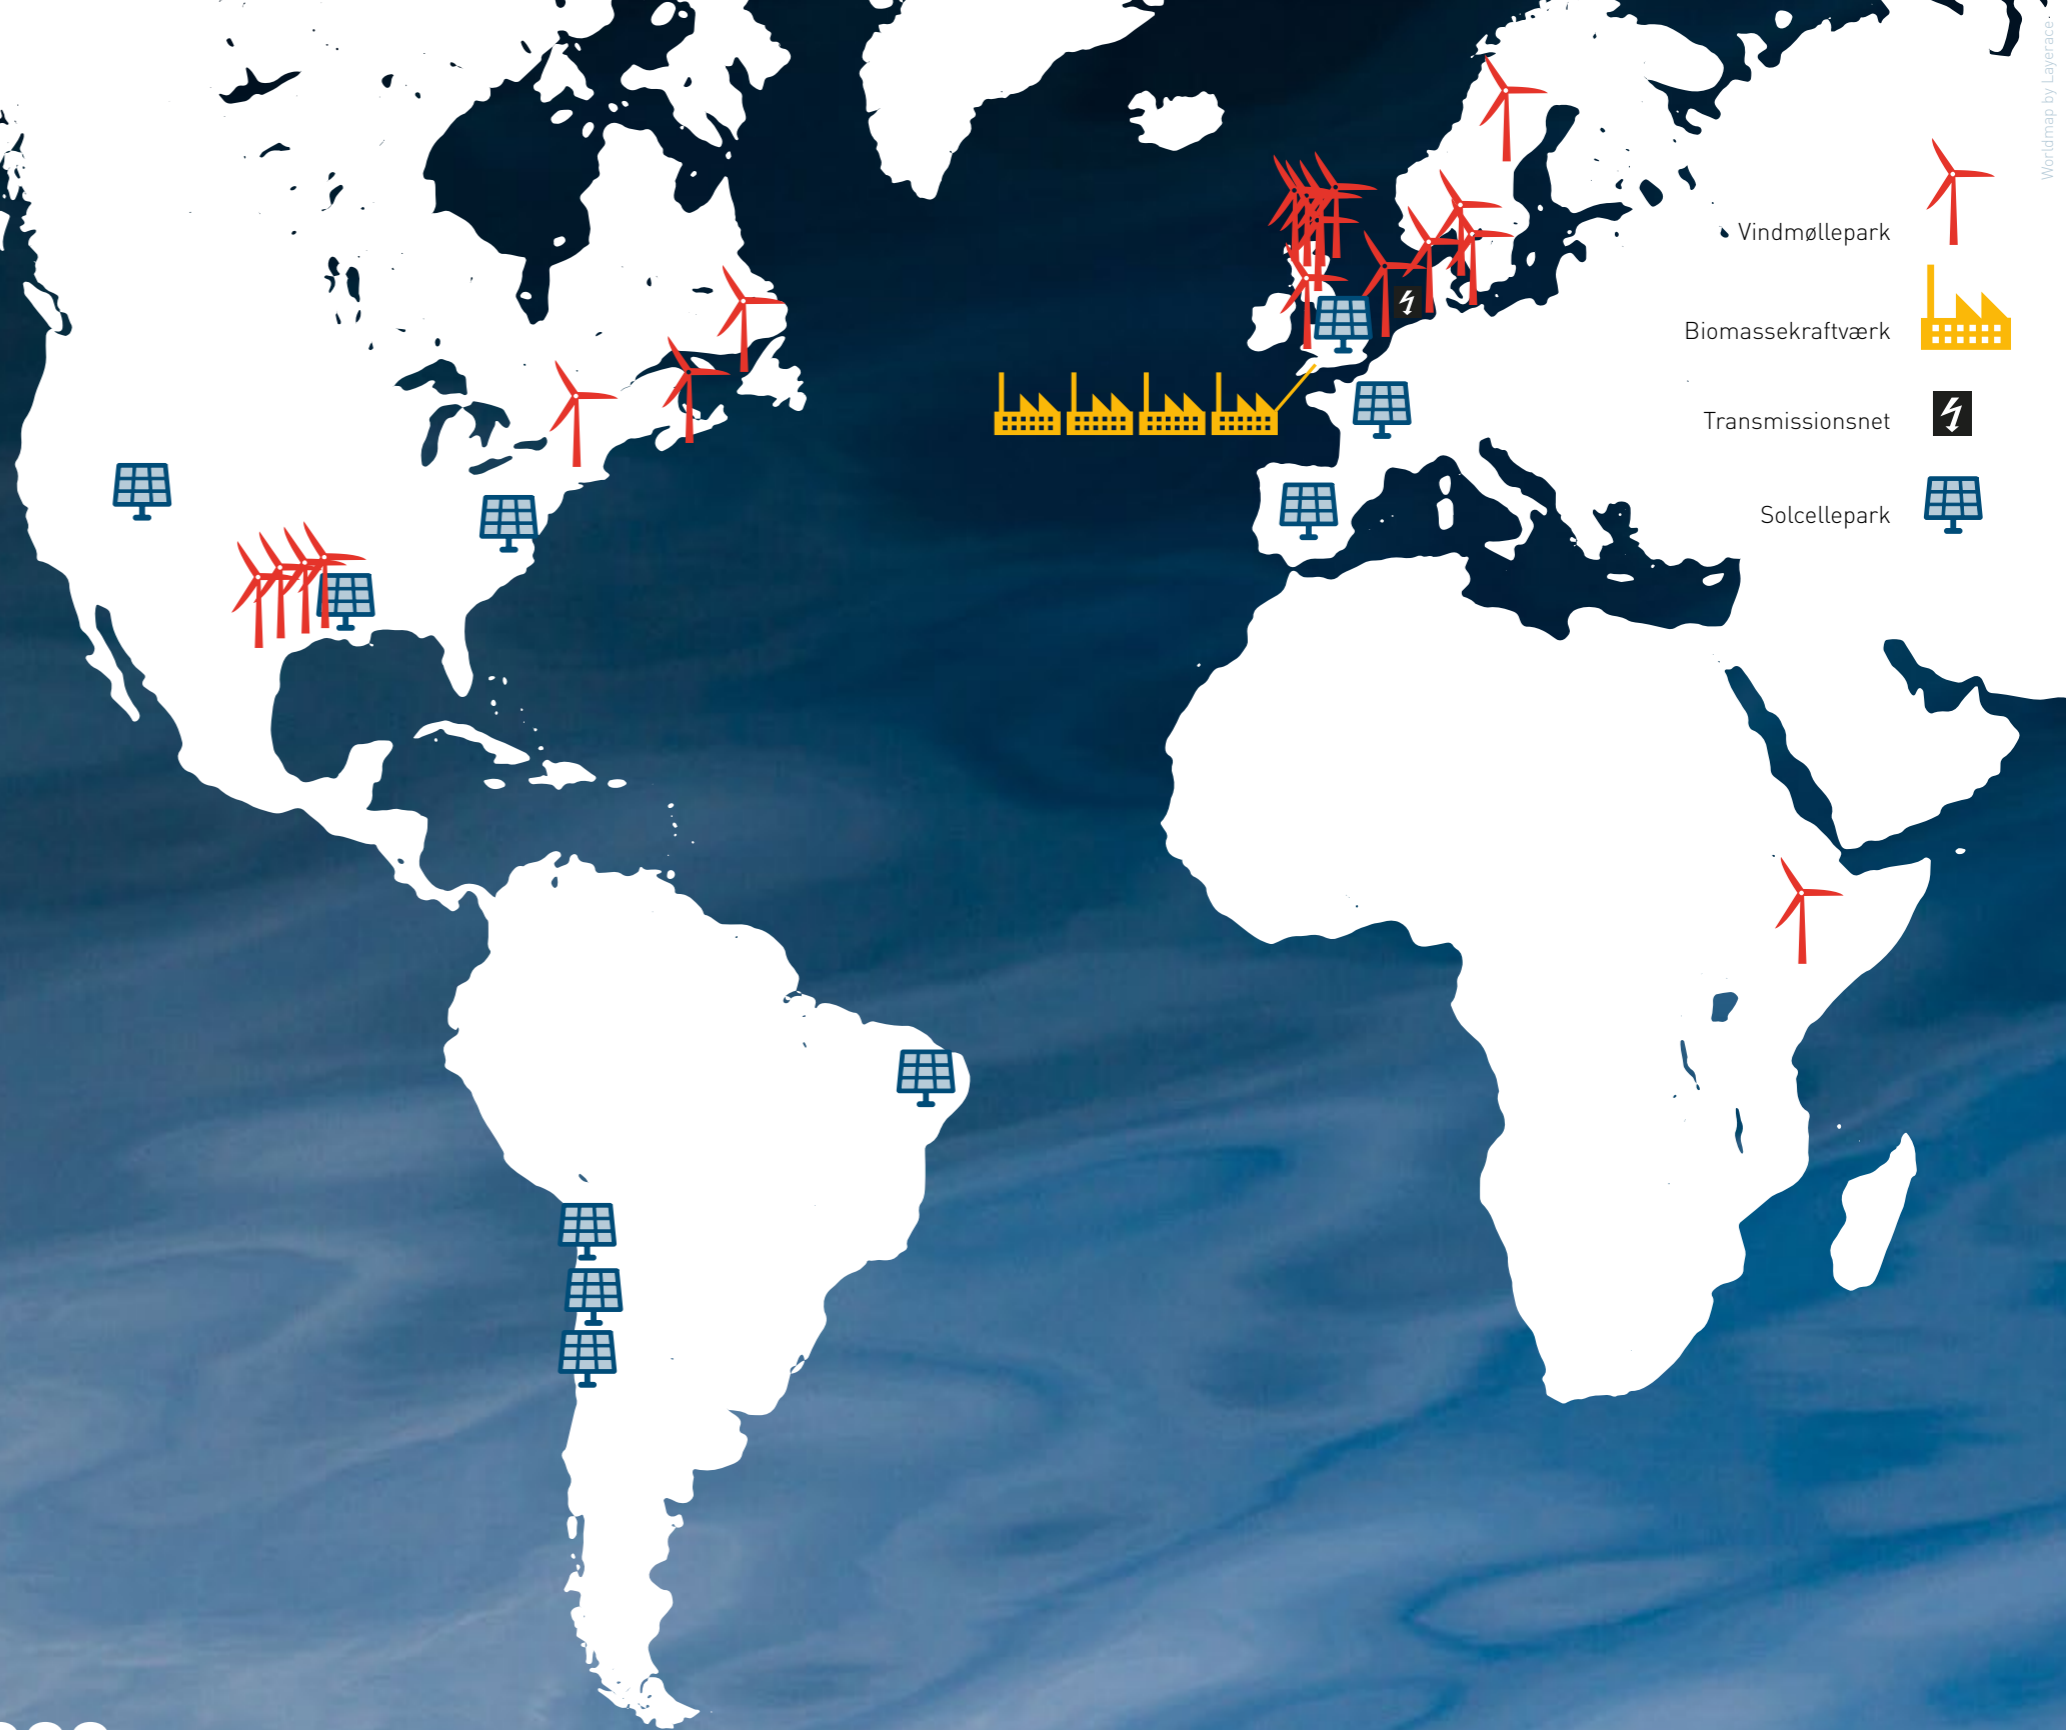 Vindmøllepark
Biomassekraftværk
Transmissionsnet
Solcellepark
Worldmap by Layerace.